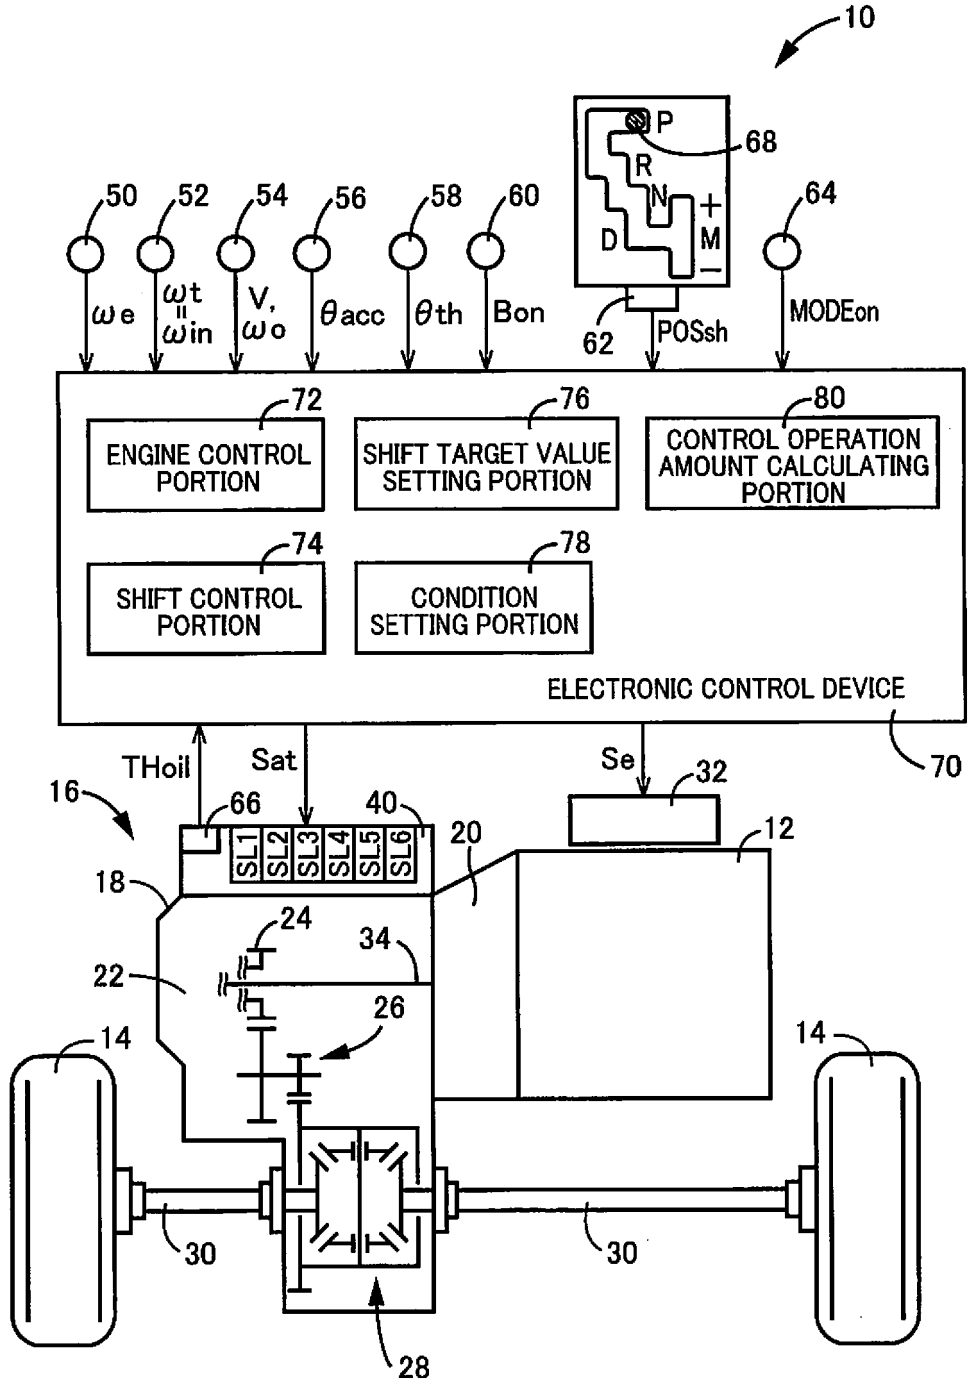 10
P
68
R
N
D
+
M
−
50
52
54
56
58
60
64
ωe
ωt
=
ωin
V,
ωo
θacc
θth
Bon
62
POSsh
MODEon
72
ENGINE CONTROL
PORTION
76
SHIFT TARGET VALUE
SETTING PORTION
80
CONTROL OPERATION
AMOUNT CALCULATING
PORTION
74
SHIFT CONTROL
PORTION
78
CONDITION
SETTING PORTION
ELECTRONIC CONTROL DEVICE
70
THoil
Sat
Se
16
66
SL1
SL2
SL3
SL4
SL5
SL6
40
20
32
12
18
24
34
22
26
14
14
30
30
28